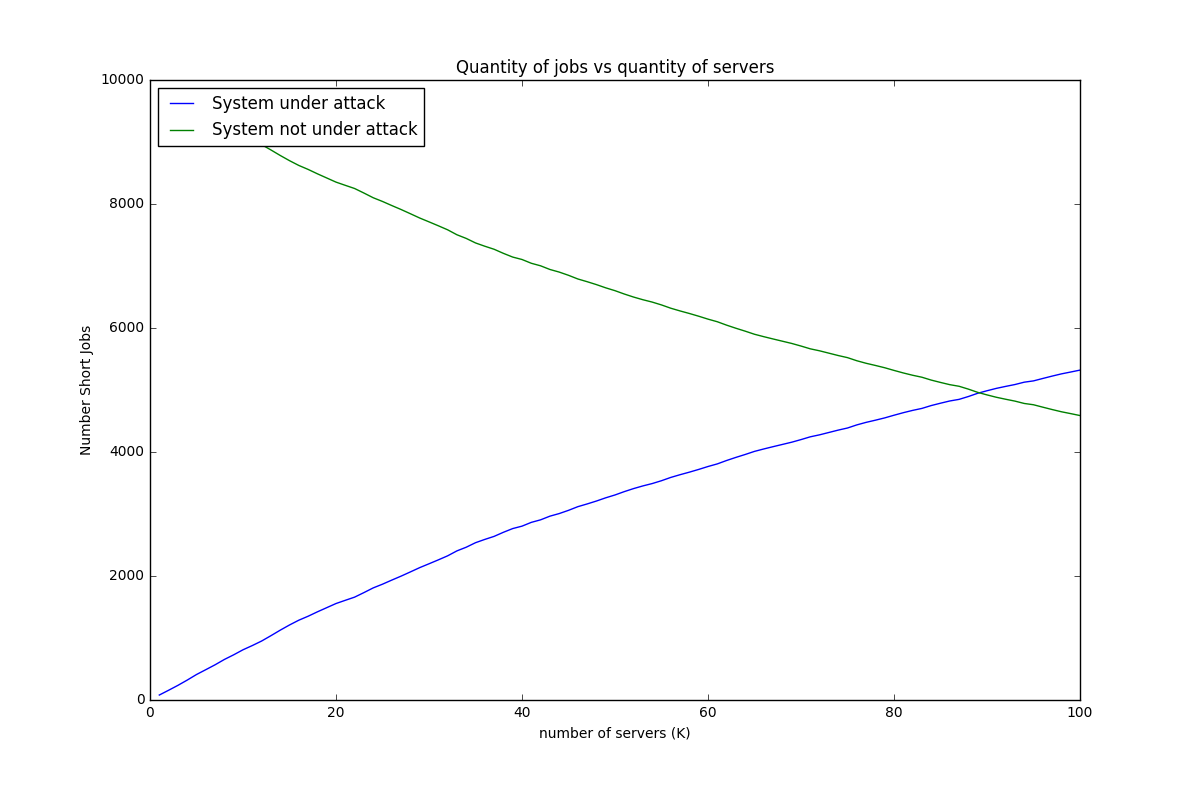 Quantity of jobs vs quantity of servers
10000
System under attack
System not under attack
8000
6000
Number Short Jobs
4000
2000
0
0 20 40 60 80 100
number of servers (K)